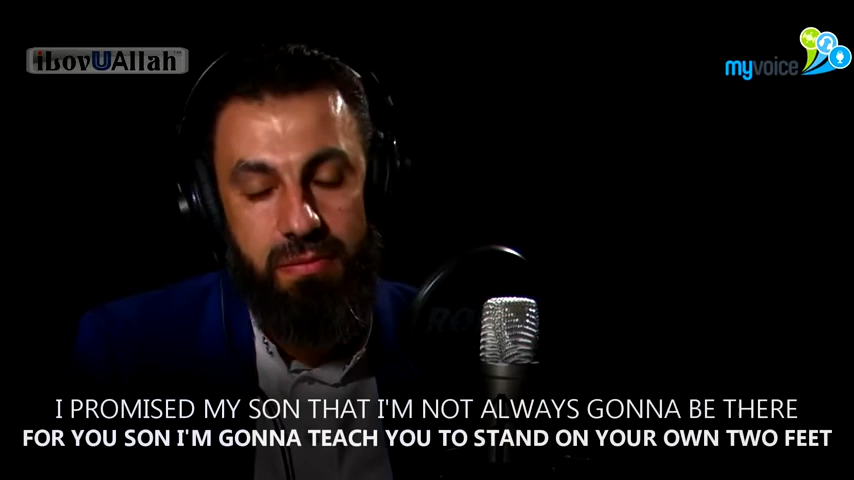 iLovUAllah
myvoice
I PROMISED MY SON THAT I'M NOT ALWAYS GONNA BE THERE
FOR YOU SON I'M GONNA TEACH YOU TO STAND ON YOUR OWN TWO FEET